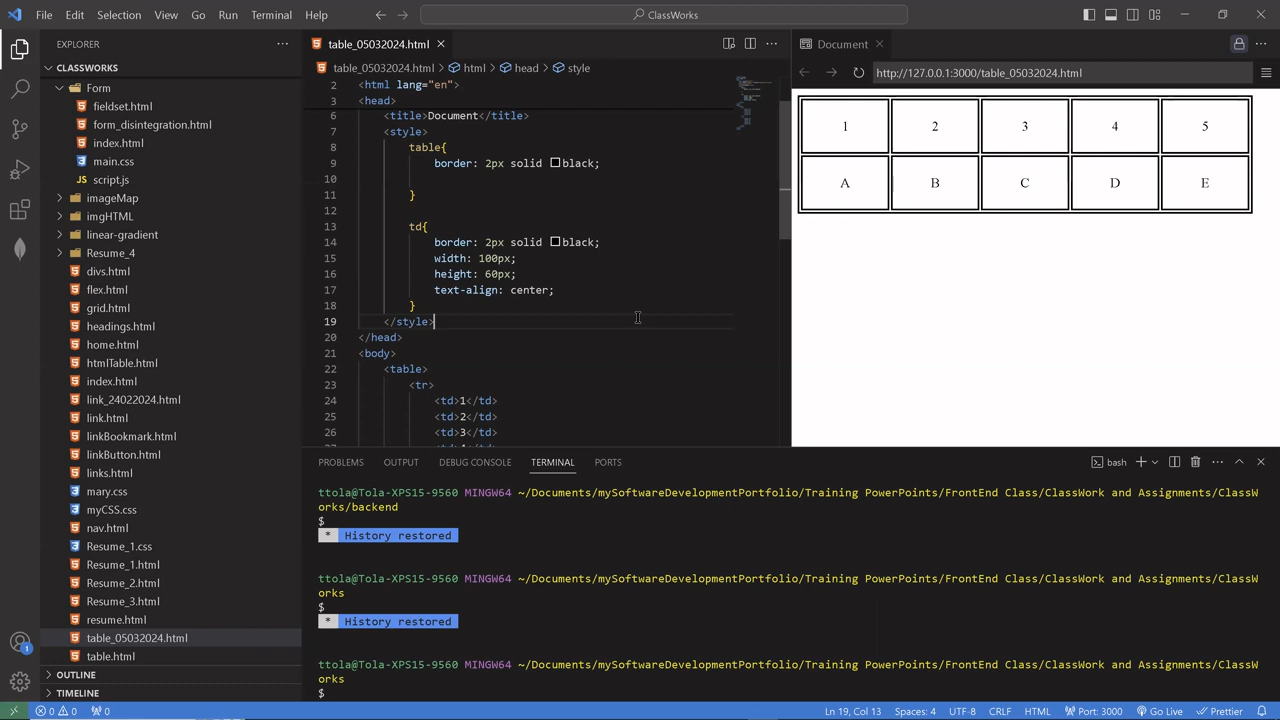 File Edit Selection View Go Run Terminal Help
ClassWorks
EXPLORER
CLASSWORKS
Form
fieldset.html
form_disintegration.html
index.html
main.css
JS script.js
imageMap
imgHTML
linear-gradient
Resume_4
divs.html
flex.html
grid.html
headings.html
home.html
htmlTable.html
index.html
link_24022024.html
link.html
linkBookmark.html
linkButton.html
links.html
mary.css
myCSS.css
nav.html
Resume_1.css
Resume_1.html
Resume_2.html
Resume_3.html
resume.html
table_05032024.html
table.html
OUTLINE
TIMELINE
table_05032024.html
table_05032024.html > html > head > style
2 <html lang="en">
3 <head>
6 <title>Document</title>
7 <style>
8 table{
9 border: 2px solid black;
10
11 }
12
13 td{
14 border: 2px solid black;
15 width: 100px;
16 height: 60px;
17 text-align: center;
18 }
19 </style>
20 </head>
21 <body>
22 <table>
23 <tr>
24 <td>1</td>
25 <td>2</td>
26 <td>3</td>
Document
http://127.0.0.1:3000/table_05032024.html
1 2 3 4 5
A B C D E
PROBLEMS OUTPUT DEBUG CONSOLE TERMINAL PORTS
bash
ttola@Tola-XPS15-9560 MINGW64 ~/Documents/mySoftwareDevelopmentPortfolio/Training PowerPoints/FrontEnd Class/ClassWork and Assignments/ClassW
orks/backend
$
* History restored
ttola@Tola-XPS15-9560 MINGW64 ~/Documents/mySoftwareDevelopmentPortfolio/Training PowerPoints/FrontEnd Class/ClassWork and Assignments/ClassW
orks
$
* History restored
ttola@Tola-XPS15-9560 MINGW64 ~/Documents/mySoftwareDevelopmentPortfolio/Training PowerPoints/FrontEnd Class/ClassWork and Assignments/ClassW
orks
$
1
0 0 0 Ln 19, Col 13 Spaces: 4 UTF-8 CRLF HTML Port: 3000 Go Live Prettier